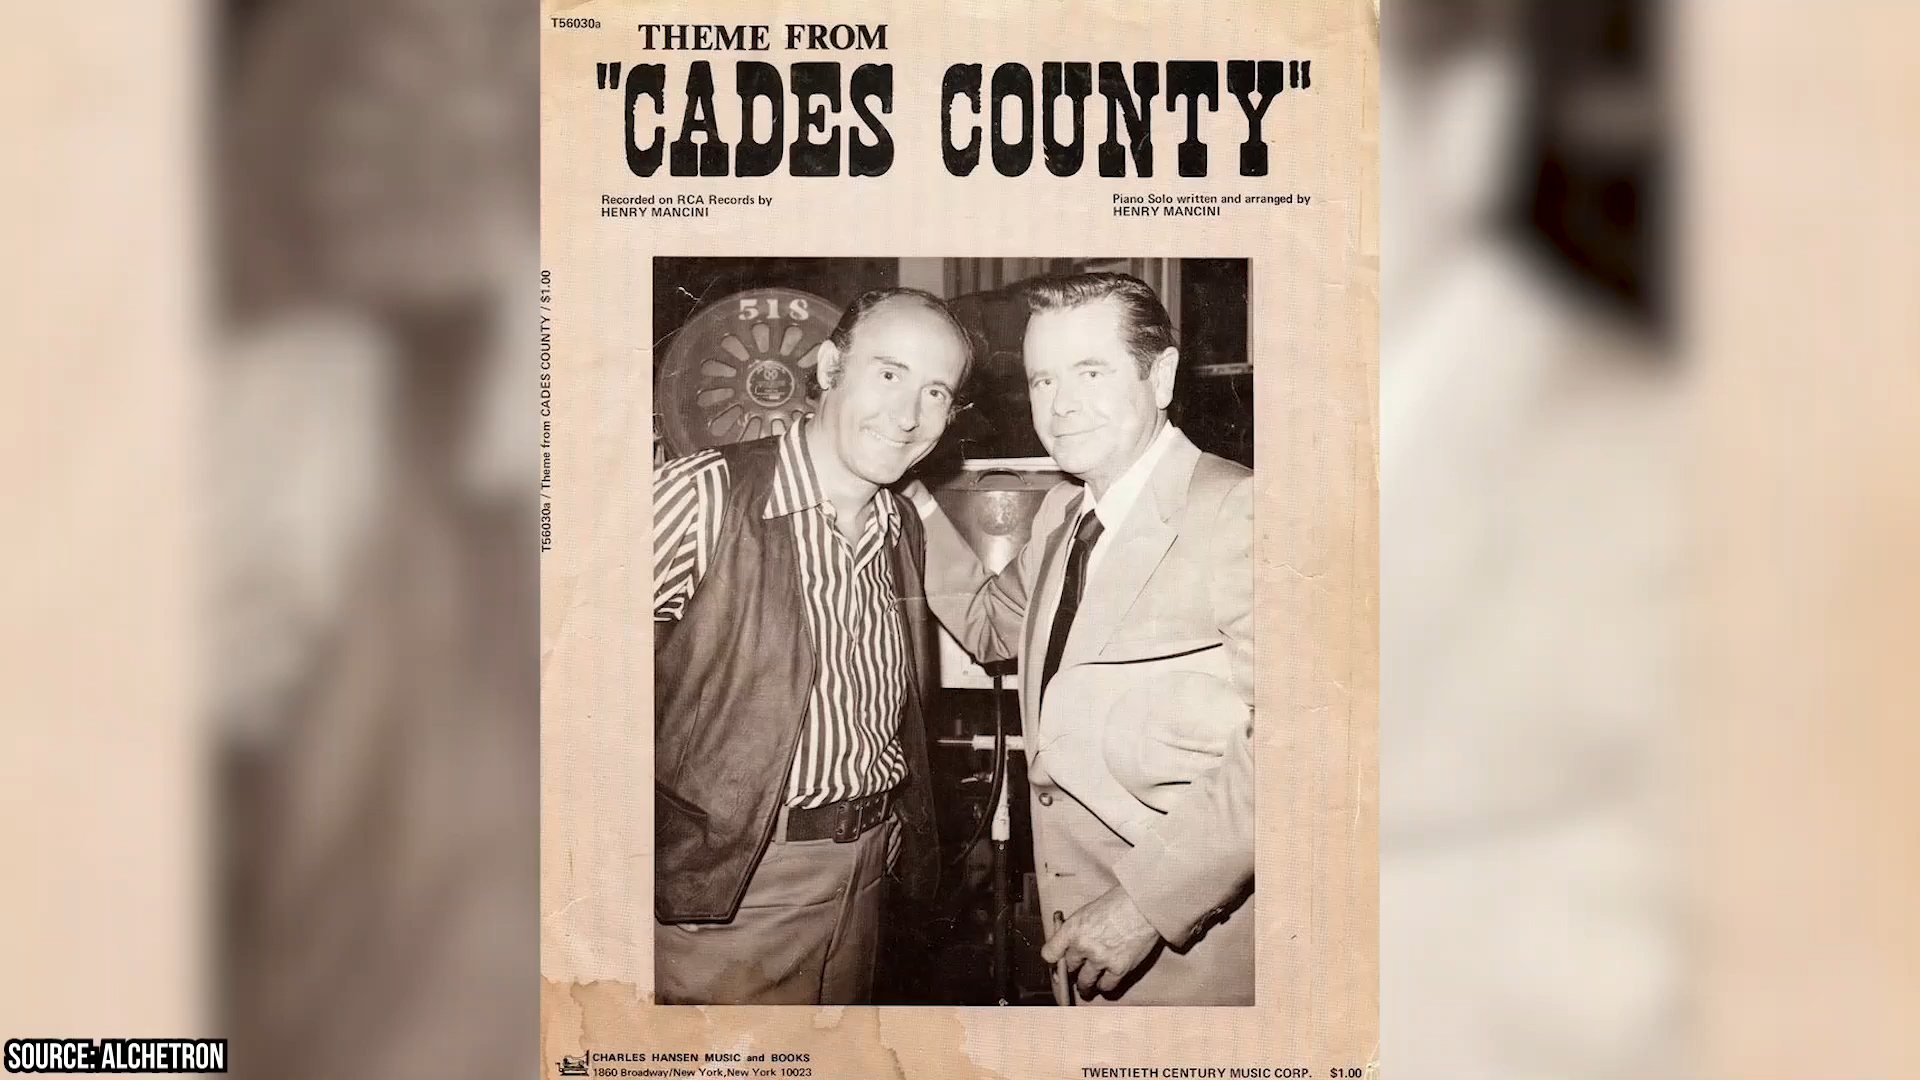 T56030a
THEME FROM
"CADES COUNTY"
Recorded on RCA Records by
HENRY MANCINI
Piano Solo written and arranged by
HENRY MANCINI
T56030a / Theme from CADES COUNTY / $1.00
518
CHARLES HANSEN MUSIC and BOOKS
1860 Broadway/New York,New York 10023
TWENTIETH CENTURY MUSIC CORP. $1.00
SOURCE: ALCHETRON